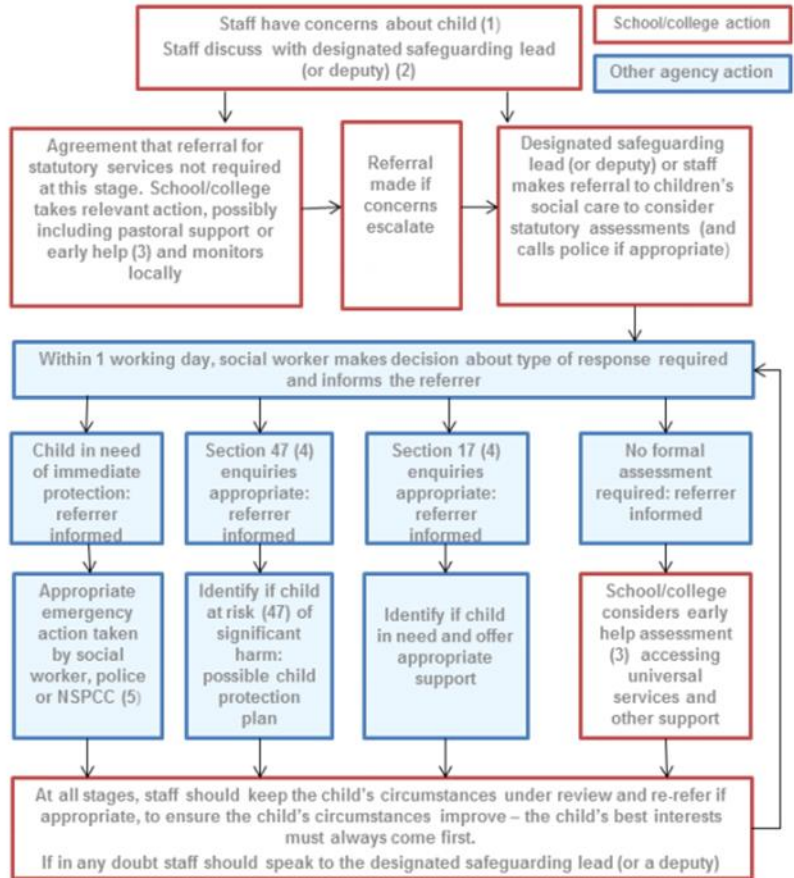 Staff have concerns about child (1)
Staff discuss with designated safeguarding lead
(or deputy) (2)
School/college action
Other agency action
Agreement that referral for
statutory services not required
at this stage. School/college
takes relevant action, possibly
including pastoral support or
early help (3) and monitors
locally
Referral
made if
concerns
escalate
Designated safeguarding
lead (or deputy) or staff
makes referral to children's
social care to consider
statutory assessments (and
calls police if appropriate)
Within 1 working day, social worker makes decision about type of response required
and informs the referrer
Child in need
of immediate
protection:
referrer
informed
Section 47 (4)
enquiries
appropriate:
referrer
informed
Section 17 (4)
enquiries
appropriate:
referrer
informed
No formal
assessment
required: referrer
informed
Appropriate
emergency
action taken
by social
worker, police
or NSPCC (5)
Identify if child
at risk (47) of
significant
harm:
possible child
protection
plan
Identify if child
in need and offer
appropriate
support
School/college
considers early
help assessment
(3) accessing
universal
services and
other support
At all stages, staff should keep the child's circumstances under review and re-refer if
appropriate, to ensure the child's circumstances improve – the child's best interests
must always come first.
If in any doubt staff should speak to the designated safeguarding lead (or a deputy)